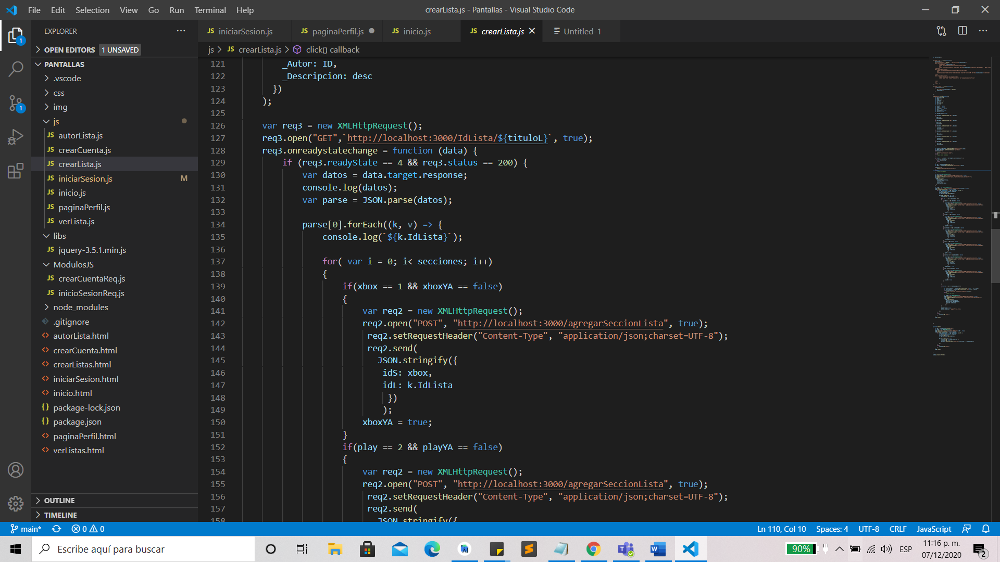 File Edit Selection View Go Run Terminal Help
crearLista.js - Pantallas - Visual Studio Code
EXPLORER
OPEN EDITORS 1 UNSAVED
PANTALLAS
.vscode
css
img
js
JS autorLista.js
JS crearCuenta.js
JS crearLista.js
JS iniciarSesion.js M
JS inicio.js
JS paginaPerfil.js
JS verLista.js
libs
JS jquery-3.5.1.min.js
ModulosJS
JS crearCuentaReq.js
JS inicioSesionReq.js
node_modules
.gitignore
<> autorLista.html
<> crearCuenta.html
<> crearListas.html
<> iniciarSesion.html
<> inicio.html
{} package-lock.json
{} package.json
<> paginaPerfil.html
<> verListas.html
OUTLINE
TIMELINE
JS iniciarSesion.js JS paginaPerfil.js JS inicio.js JS crearLista.js Untitled-1
js > JS crearLista.js > click() callback
121 _Autor: ID,
122 _Descripcion: desc
123 })
124 );
125
126 var req3 = new XMLHttpRequest();
127 req3.open("GET",`http://localhost:3000/IdLista/${tituloL}`, true);
128 req3.onreadystatechange = function (data) {
129 if (req3.readyState == 4 && req3.status == 200) {
130 var datos = data.target.response;
131 console.log(datos);
132 var parse = JSON.parse(datos);
133
134 parse[0].forEach((k, v) => {
135 console.log(`${k.IdLista}`);
136
137 for( var i = 0; i< secciones; i++)
138 {
139 if(xbox == 1 && xboxYA == false)
140 {
141 var req2 = new XMLHttpRequest();
142 req2.open("POST", "http://localhost:3000/agregarSeccionLista", true);
143 req2.setRequestHeader("Content-Type", "application/json;charset=UTF-8");
144 req2.send(
145 JSON.stringify({
146 idS: xbox,
147 idL: k.IdLista
148 })
149 );
150 xboxYA = true;
151 }
152 if(play == 2 && playYA == false)
153 {
154 var req2 = new XMLHttpRequest();
155 req2.open("POST", "http://localhost:3000/agregarSeccionLista", true);
156 req2.setRequestHeader("Content-Type", "application/json;charset=UTF-8");
157 req2.send(
158 JSON.stringify({
main* 0 0
Ln 110, Col 10 Spaces: 4 UTF-8 CRLF JavaScript
Escribe aquí para buscar
90% ESP
11:16 p. m.
07/12/2020
2